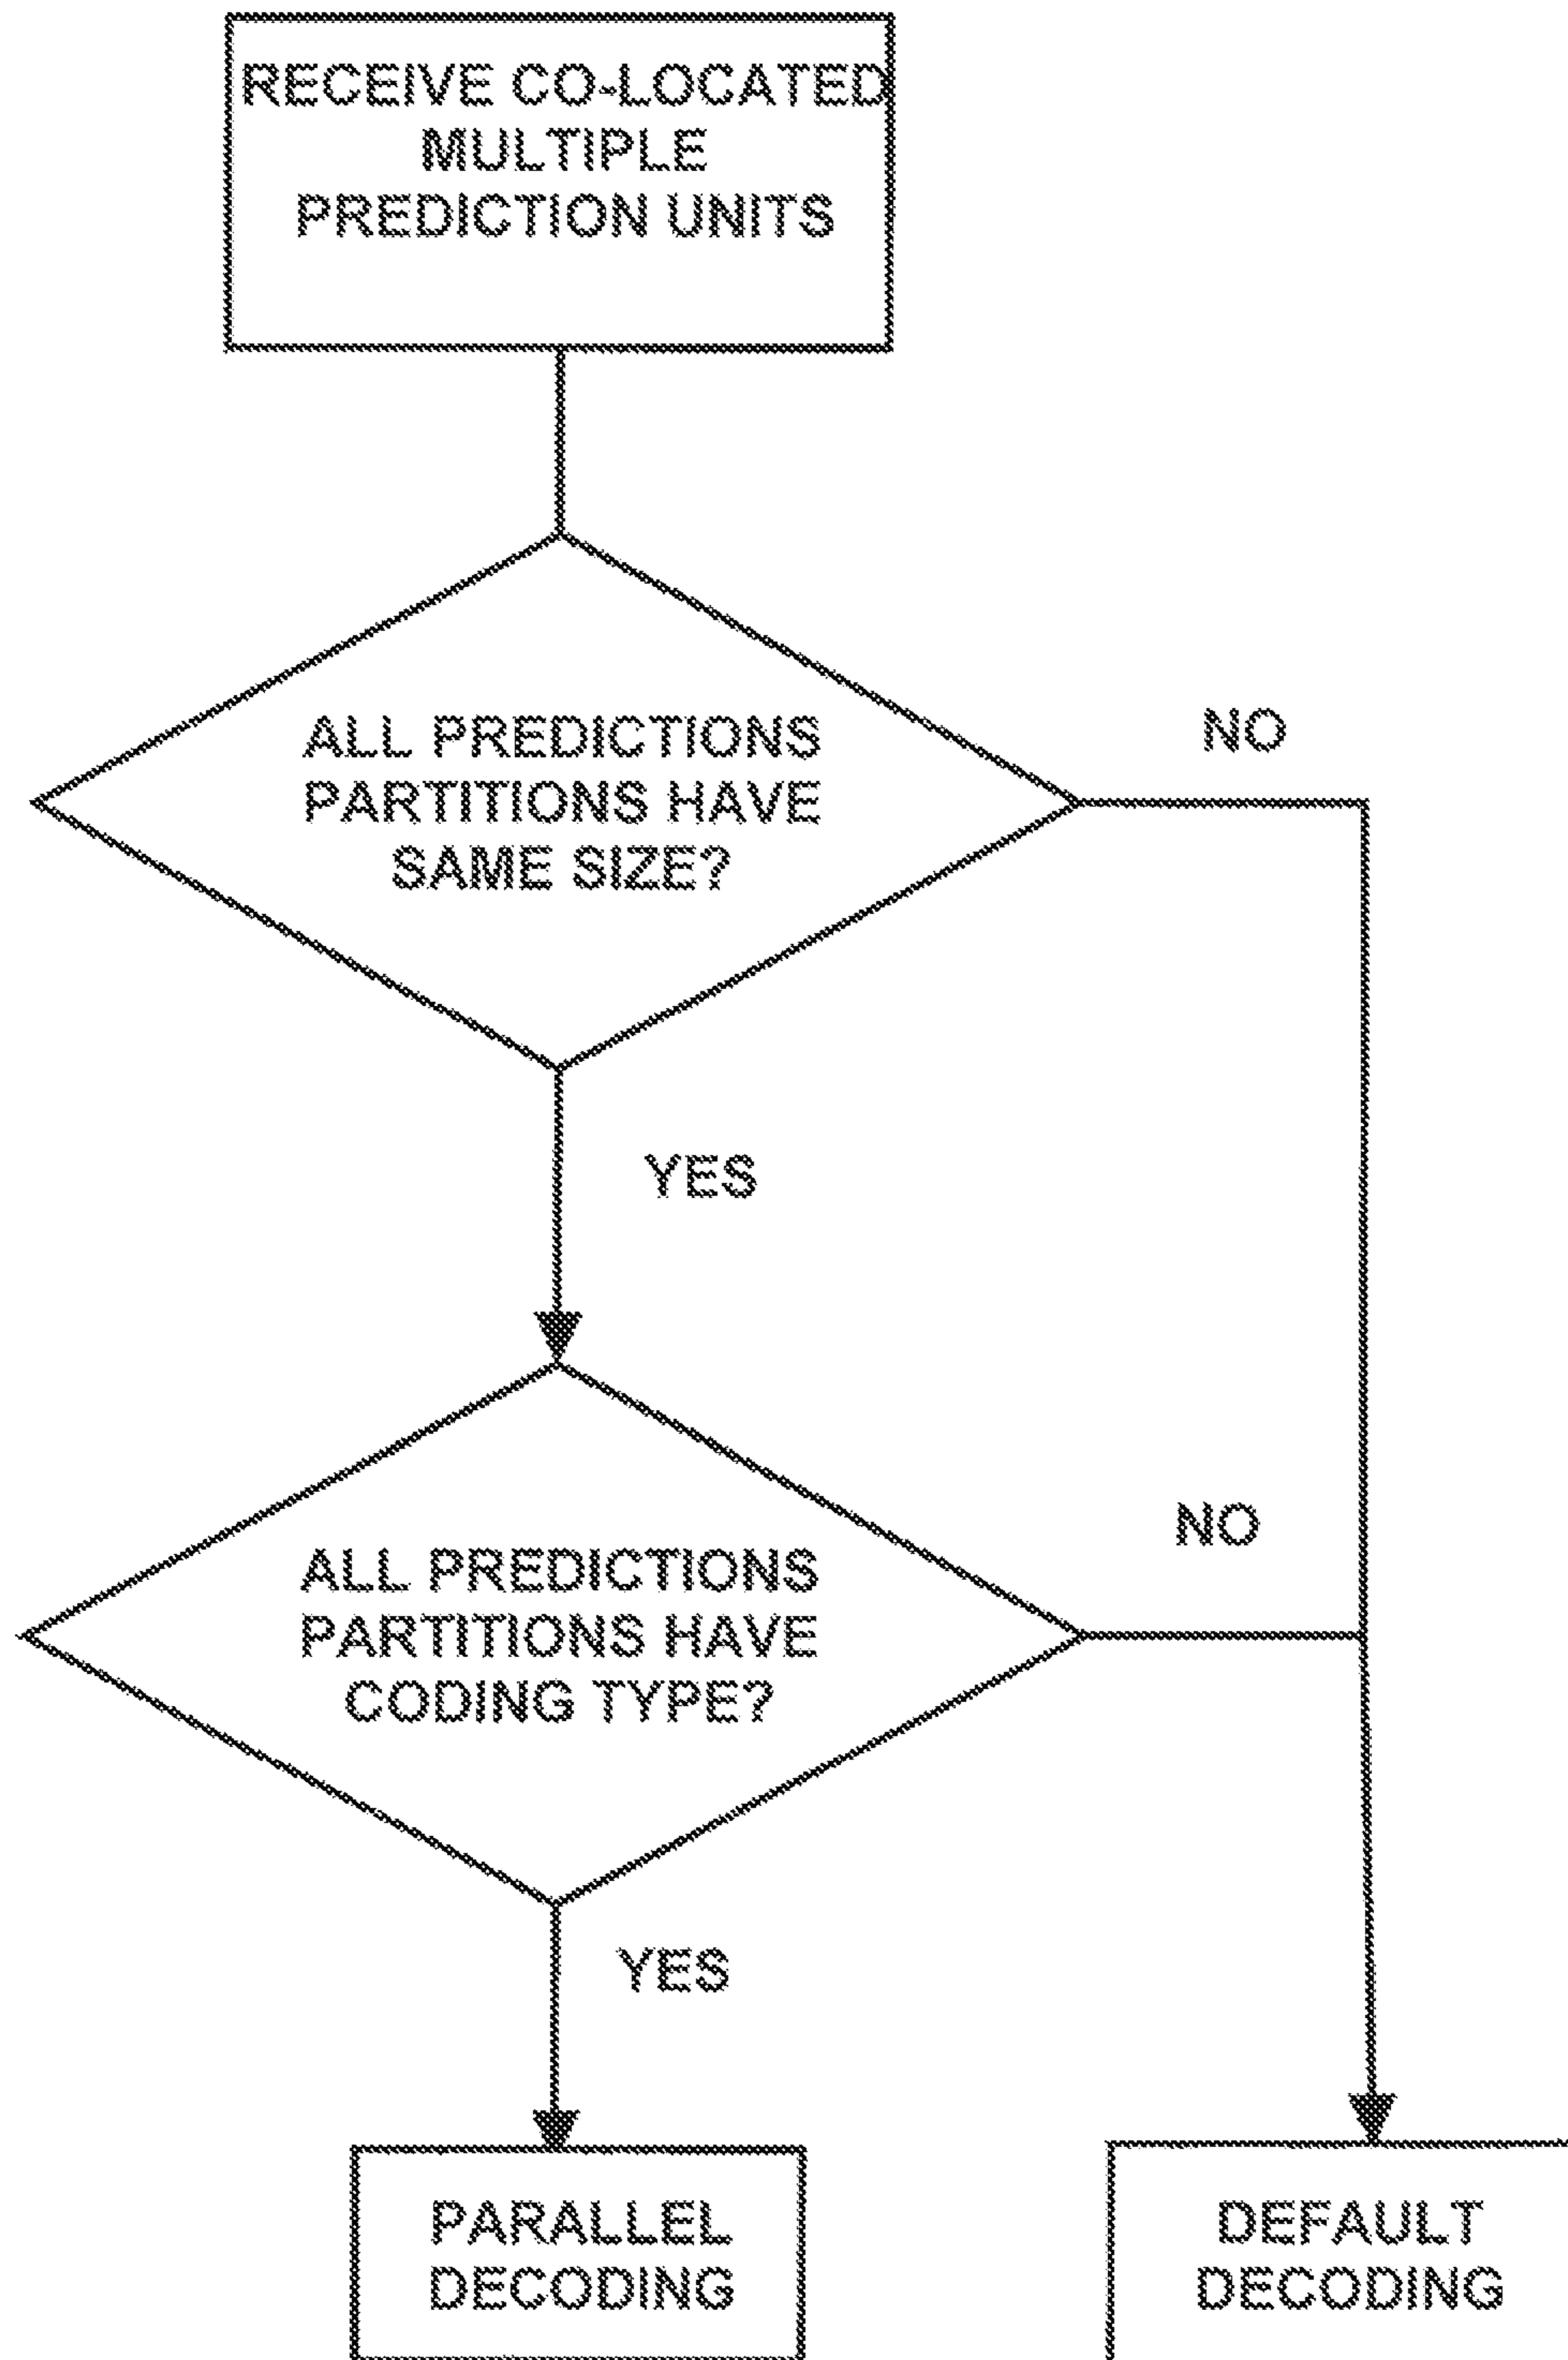 RECEIVE CO-LOCATED
MULTIPLE
PREDICTION UNITS
ALL PREDICTIONS
PARTITIONS HAVE
SAME SIZE?
NO
YES
ALL PREDICTIONS
PARTITIONS HAVE
CODING TYPE?
NO
YES
PARALLEL
DECODING
DEFAULT
DECODING